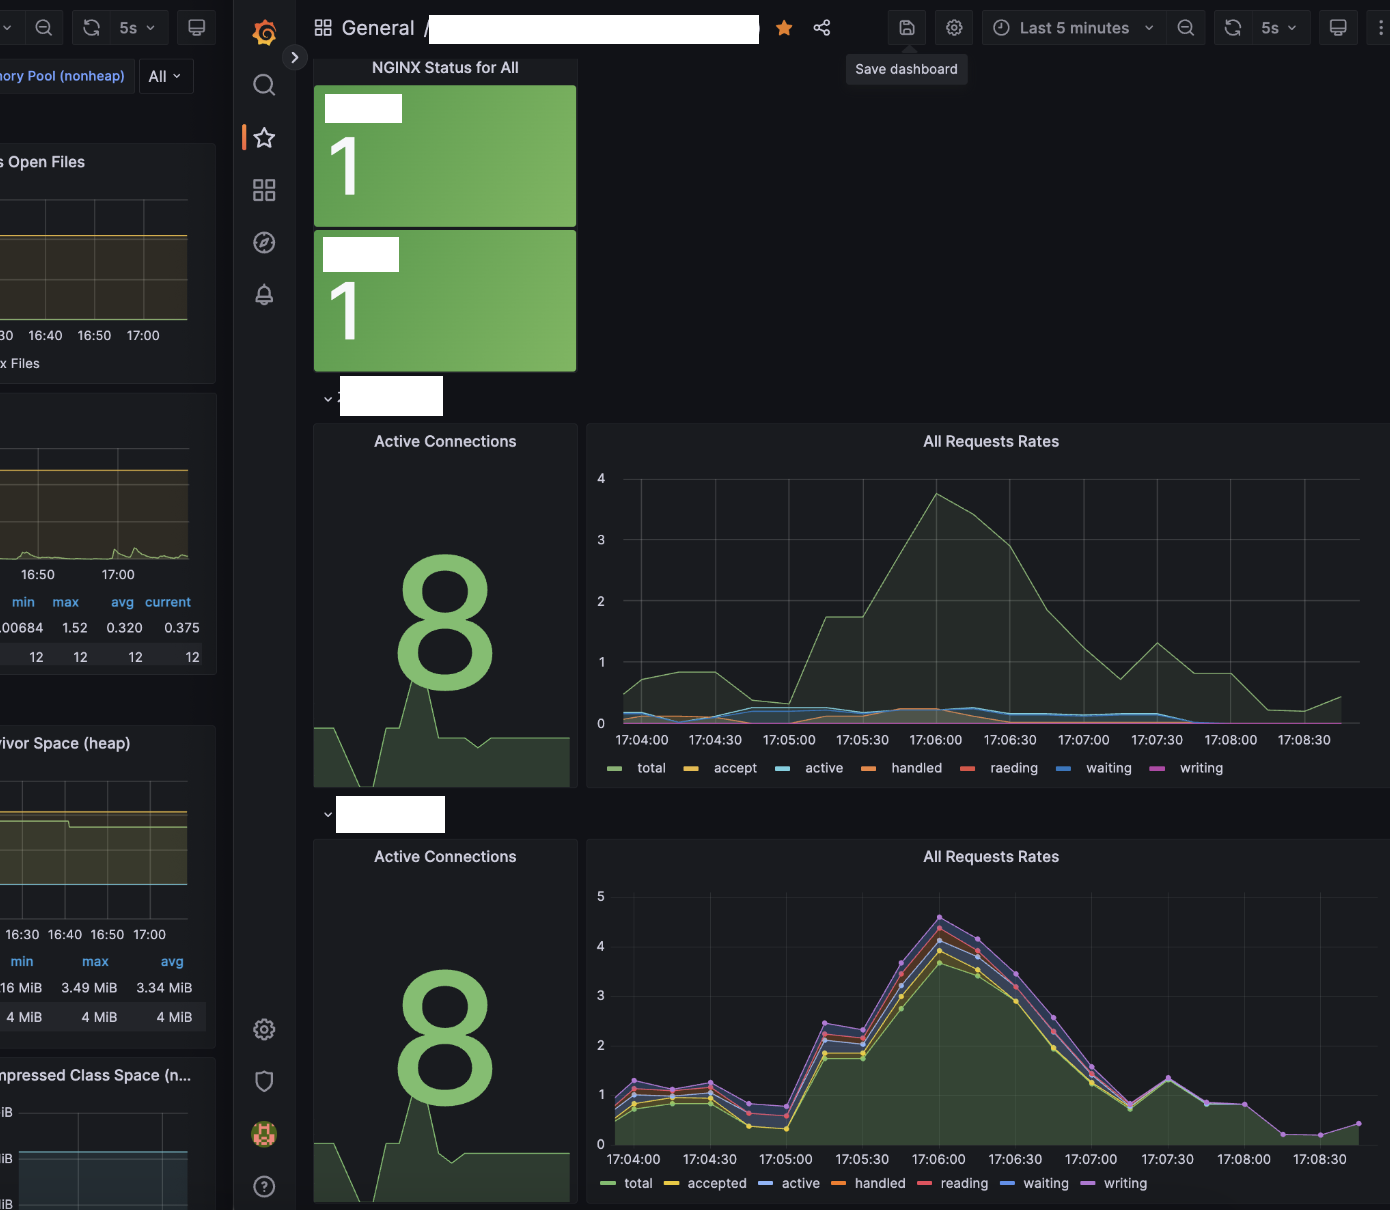 5s
General /
Last 5 minutes
5s
Save dashboard
ory Pool (nonheap)
All
s Open Files
30 16:40 16:50 17:00
x Files
16:50 17:00
min max avg current
.00684 1.52 0.320 0.375
12 12 12 12
vivor Space (heap)
16:30 16:40 16:50 17:00
min max avg
16 MiB 3.49 MiB 3.34 MiB
4 MiB 4 MiB 4 MiB
mpressed Class Space (n...
iB
iB
iB
NGINX Status for All
1
1
Active Connections
8
All Requests Rates
4
3
2
1
0
17:04:00 17:04:30 17:05:00 17:05:30 17:06:00 17:06:30 17:07:00 17:07:30 17:08:00 17:08:30
total accept active handled raeding waiting writing
Active Connections
8
All Requests Rates
5
4
3
2
1
0
17:04:00 17:04:30 17:05:00 17:05:30 17:06:00 17:06:30 17:07:00 17:07:30 17:08:00 17:08:30
total accepted active handled reading waiting writing